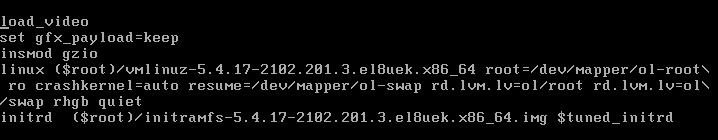 load_video
set gfx_payload=keep
insmod gzio
linux ($root)/vmlinuz-5.4.17-2102.201.3.el8uek.x86_64 root=/dev/mapper/ol-root\
 ro crashkernel=auto resume=/dev/mapper/ol-swap rd.lvm.lv=ol/root rd.lvm.lv=ol\
/swap rhgb quiet
initrd  ($root)/initramfs-5.4.17-2102.201.3.el8uek.x86_64.img $tuned_initrd